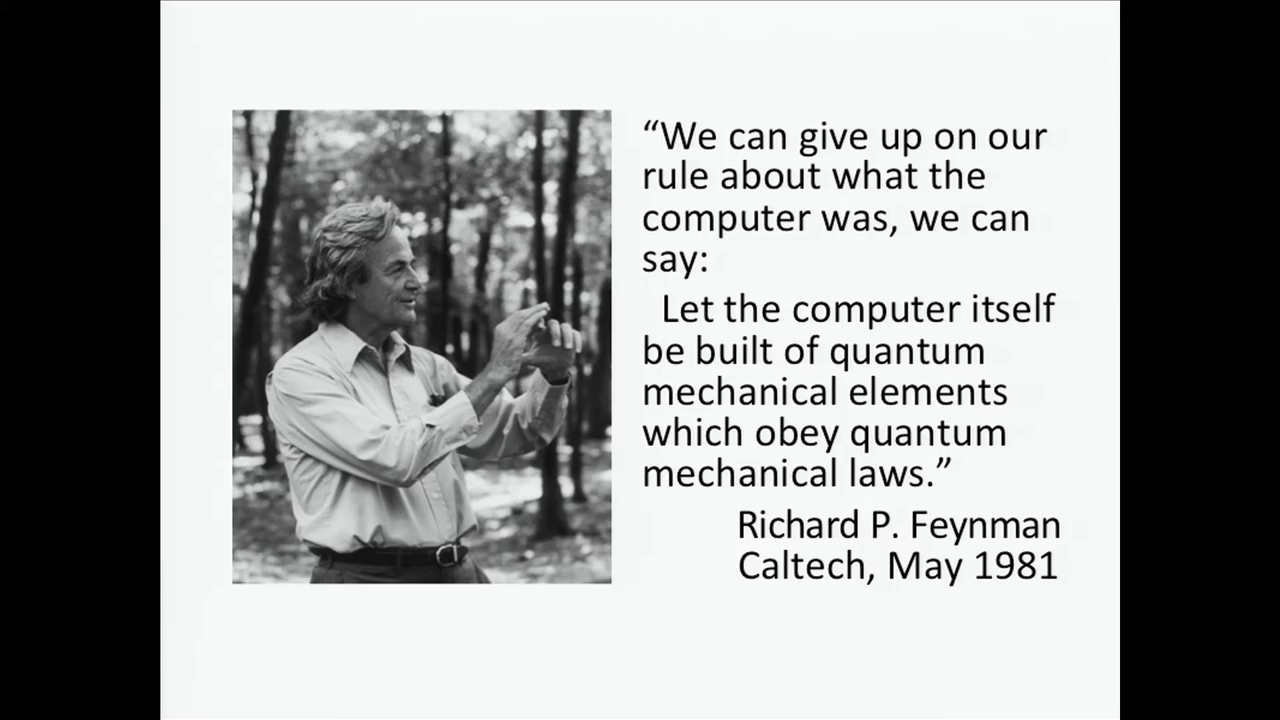 “We can give up on our
rule about what the
computer was, we can
say:
Let the computer itself
be built of quantum
mechanical elements
which obey quantum
mechanical laws.”
Richard P. Feynman
Caltech, May 1981